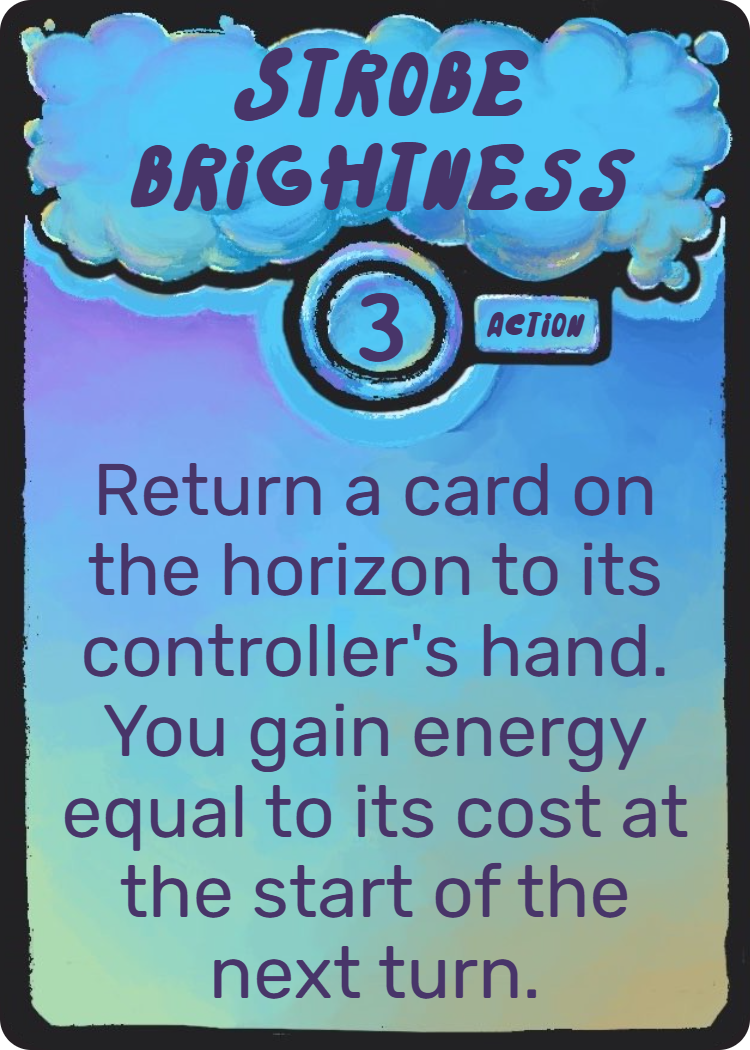 STROBE
BRiGHTNESS
3
ACTiON
Return a card on
the horizon to its
controller's hand.
You gain energy
equal to its cost at
the start of the
next turn.